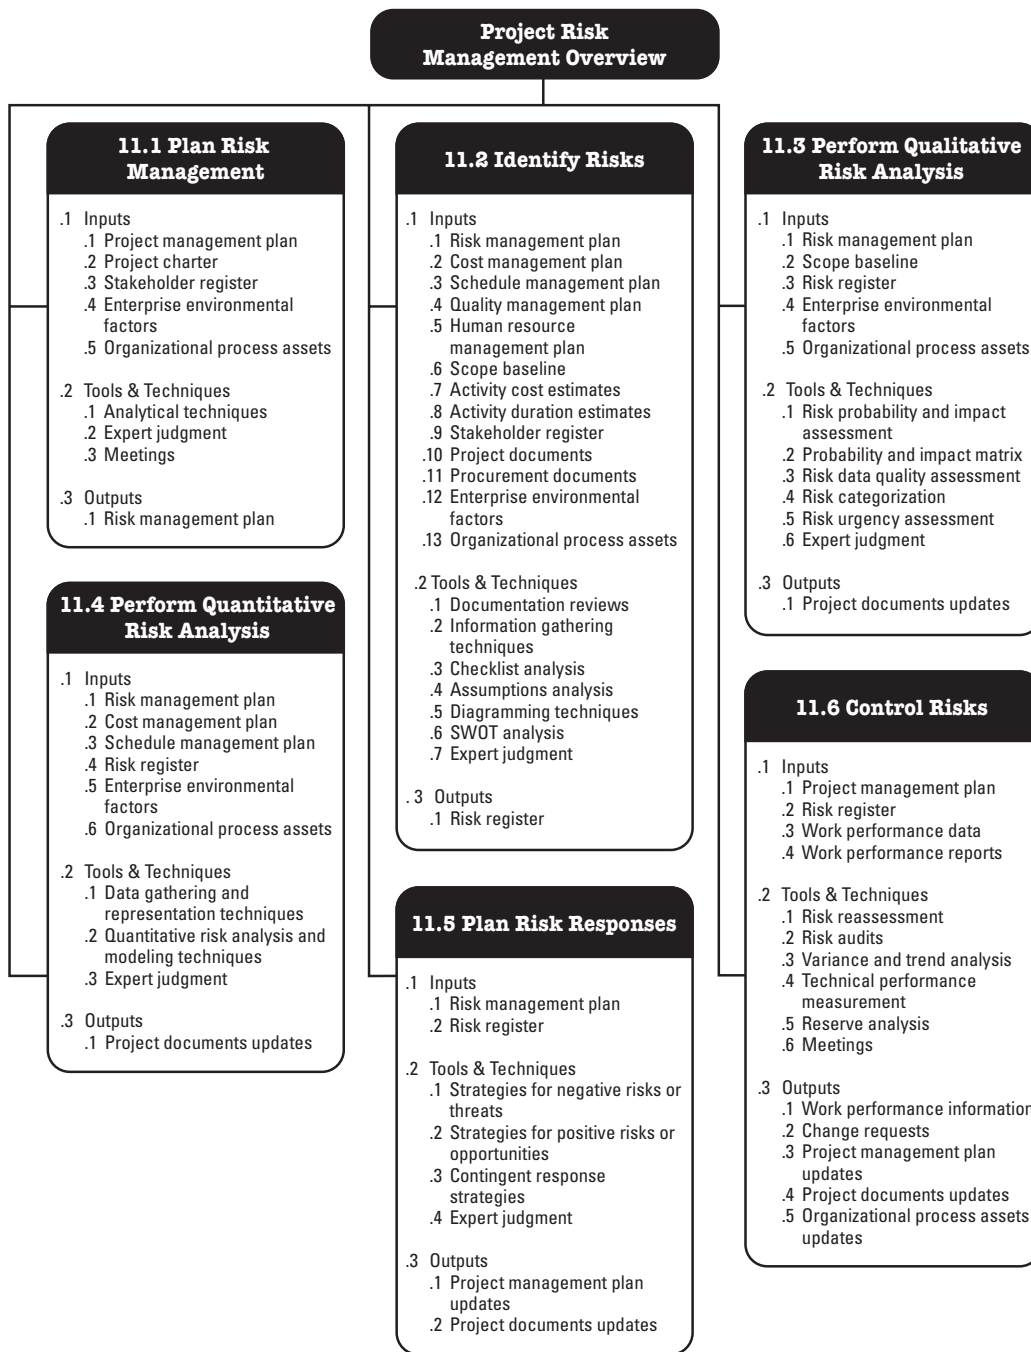 Project Risk
Management Overview
11.1 Plan Risk
Management
.1 Inputs
.1 Project management plan
.2 Project charter
.3 Stakeholder register
.4 Enterprise environmental
factors
.5 Organizational process assets
.2 Tools & Techniques
.1 Analytical techniques
.2 Expert judgment
.3 Meetings
.3 Outputs
.1 Risk management plan
11.2 Identify Risks
.1 Inputs
.1 Risk management plan
.2 Cost management plan
.3 Schedule management plan
.4 Quality management plan
.5 Human resource
management plan
.6 Scope baseline
.7 Activity cost estimates
.8 Activity duration estimates
.9 Stakeholder register
.10 Project documents
.11 Procurement documents
.12 Enterprise environmental
factors
.13 Organizational process assets
.2 Tools & Techniques
.1 Documentation reviews
.2 Information gathering
techniques
.3 Checklist analysis
.4 Assumptions analysis
.5 Diagramming techniques
.6 SWOT analysis
.7 Expert judgment
. 3 Outputs
.1 Risk register
11.3 Perform Qualitative
Risk Analysis
.1 Inputs
.1 Risk management plan
.2 Scope baseline
.3 Risk register
.4 Enterprise environmental
factors
.5 Organizational process assets
.2 Tools & Techniques
.1 Risk probability and impact
assessment
.2 Probability and impact matrix
.3 Risk data quality assessment
.4 Risk categorization
.5 Risk urgency assessment
.6 Expert judgment
.3 Outputs
.1 Project documents updates
11.4 Perform Quantitative
Risk Analysis
.1 Inputs
.1 Risk management plan
.2 Cost management plan
.3 Schedule management plan
.4 Risk register
.5 Enterprise environmental
factors
.6 Organizational process assets
.2 Tools & Techniques
.1 Data gathering and
representation techniques
.2 Quantitative risk analysis and
modeling techniques
.3 Expert judgment
.3 Outputs
.1 Project documents updates
11.5 Plan Risk Responses
.1 Inputs
.1 Risk management plan
.2 Risk register
.2 Tools & Techniques
.1 Strategies for negative risks or
threats
.2 Strategies for positive risks or
opportunities
.3 Contingent response
strategies
.4 Expert judgment
.3 Outputs
.1 Project management plan
updates
.2 Project documents updates
11.6 Control Risks
.1 Inputs
.1 Project management plan
.2 Risk register
.3 Work performance data
.4 Work performance reports
.2 Tools & Techniques
.1 Risk reassessment
.2 Risk audits
.3 Variance and trend analysis
.4 Technical performance
measurement
.5 Reserve analysis
.6 Meetings
.3 Outputs
.1 Work performance information
.2 Change requests
.3 Project management plan
updates
.4 Project documents updates
.5 Organizational process assets
updates